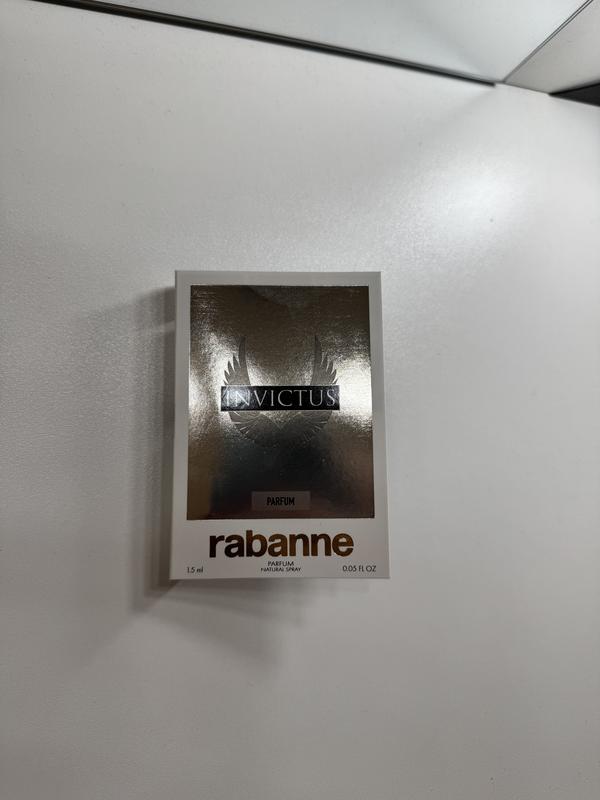 INVICTUS
PARFUM
rabanne
PARFUM
1.5 ml NATURAL SPRAY 0.05 FL OZ